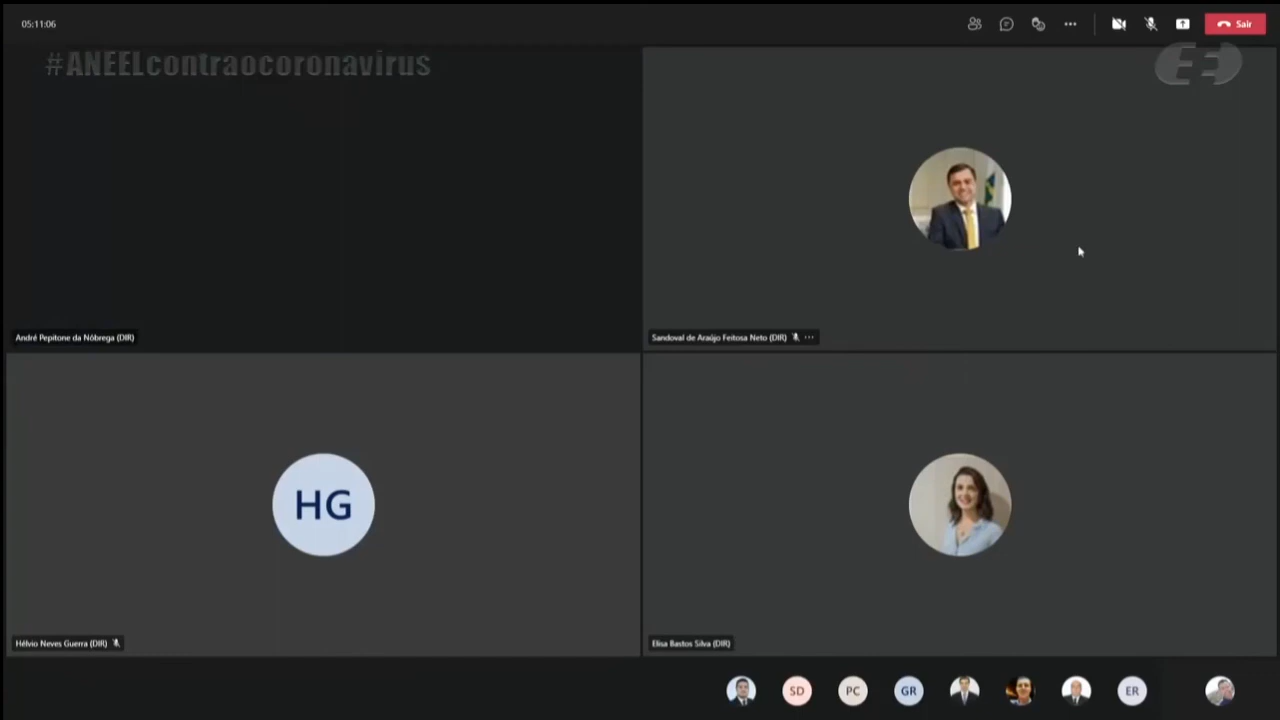 05:11:06
Sair
#ANEELcontraocoronavirus
André Pepitone da Nóbrega (DIR)
Sandoval de Araújo Feitosa Neto (DIR)
HG
Hélvio Neves Guerra (DIR)
Elisa Bastos Silva (DIR)
SD
PC
GR
ER